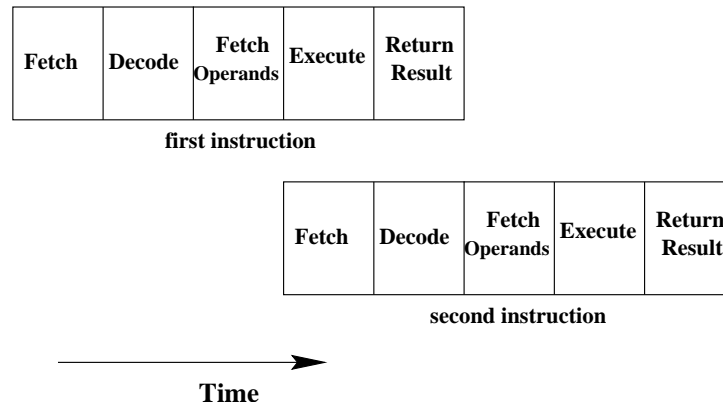 Fetch
Decode
Fetch
Operands
Execute
Return
Result
first instruction
Fetch
Decode
Fetch
Operands
Execute
Return
Result
second instruction
Time